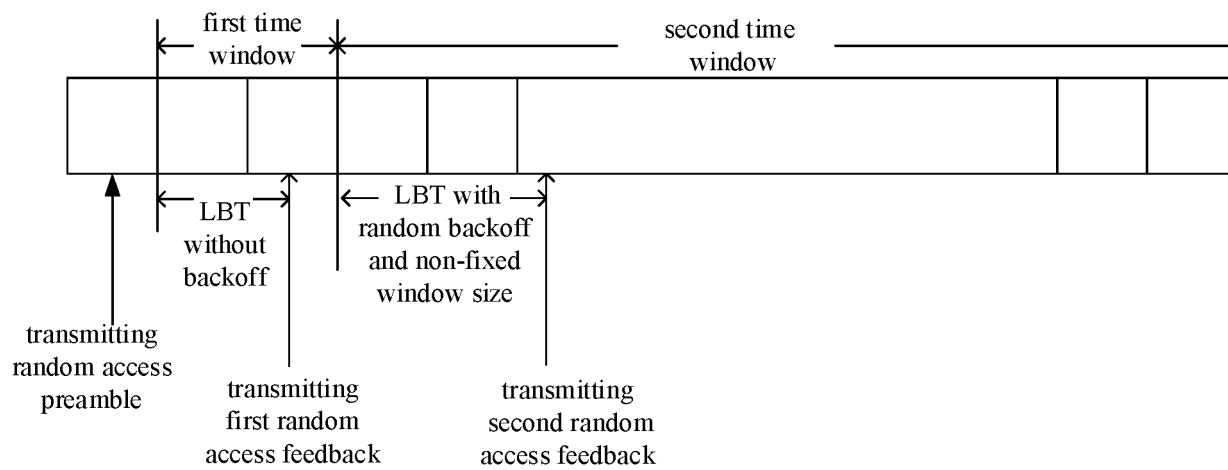 first time
window
second time
window
LBT
without
backoff
LBT with
random backoff
and non-fixed
window size
transmitting
random access
preamble
transmitting
first random
access feedback
transmitting
second random
access feedback